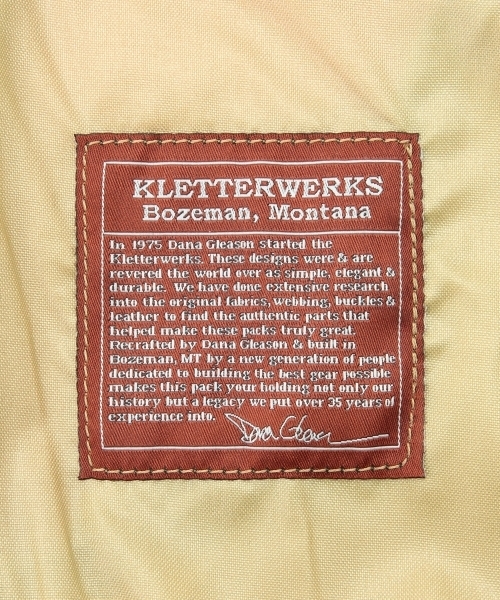 KLETTERWERKS
Bozeman, Montana
In 1975 Dana Gleason started the
Kletterwerks. These designs were & are
revered the world over as simple, elegant &
durable. We have done extensive research
into the original fabrics, webbing, buckles &
leather to find the authentic parts that
helped make these packs truly great.
Recrafted by Dana Gleason & built in
Bozeman, MT by a new generation of people
dedicated to building the best gear possible
makes this pack your holding not only our
history but a legacy we put over 35 years of
experience into.
Dana Gleason